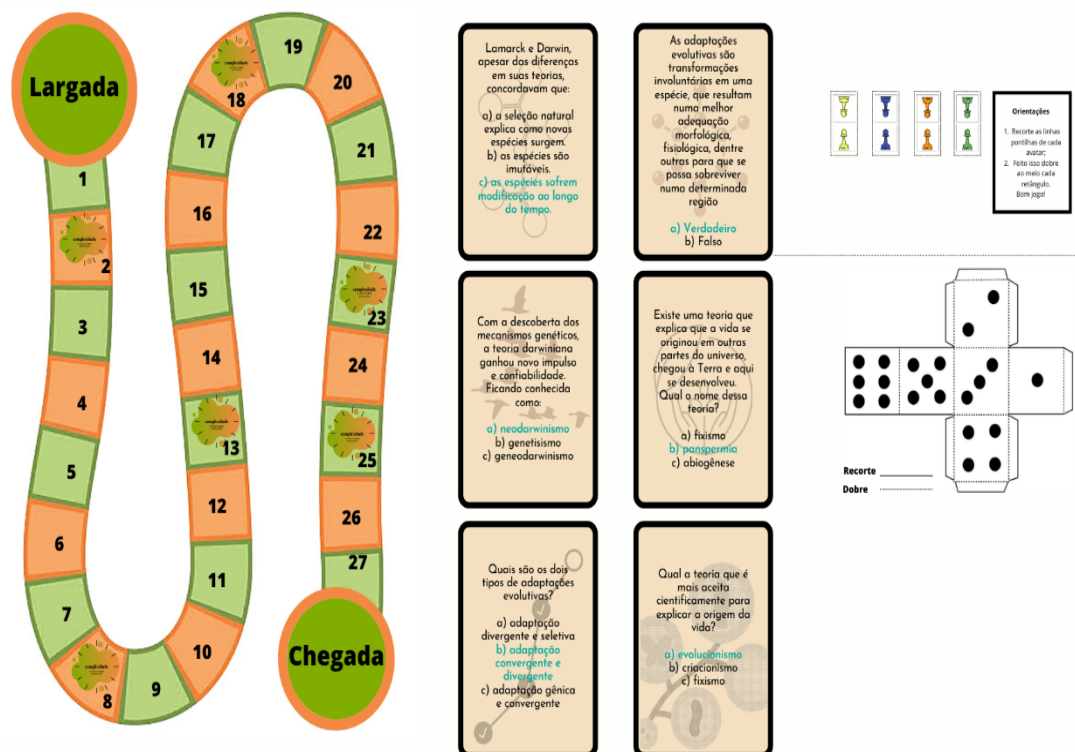 Largada
1
2
3
4
5
6
7
8
9
10
11
12
13
14
15
16
17
18
19
20
21
22
23
24
25
26
27
Chegada
complexidade
complexidade
complexidade
complexidade
complexidade
complexidade
Lamarck e Darwin,
apesar das diferenças
em suas teorias,
concordavam que:
a) a seleção natural
explica como novas
espécies surgem.
b) as espécies são
imutáveis.
c) as espécies sofrem
modificação ao longo
do tempo.
As adaptações
evolutivas são
transformações
involuntárias em uma
espécie, que resultam
numa melhor
adequação
morfológica,
fisiológica, dentre
outras para que se
possa sobreviver
numa determinada
região
a) Verdadeiro
b) Falso
Com a descoberta dos
mecanismos genéticos,
a teoria darwiniana
ganhou novo impulso
e contiabilidade.
Ficando conhecida
como:
a) neodarwinismo
b) genetisismo
c) geneodarwinismo
Existe uma teoria que
explica que a vida se
originou em outras
partes do universo,
chegou à Terra e aqui
se desenvolveu.
Qual o nome dessa
teoria?
a) fixismo
b) panspermia
c) abiogênese
Quais são os dois
tipos de adaptações
evolutivas?
a) adaptação
divergente e seletiva
b) adaptação
convergente e
divergente
c) adaptação gênica
e convergente
Qual a teoria que é
mais aceita
cientificamente para
explicar a origem da
vida?
a) evolucionismo
b) criacionismo
c) fixismo
Orientações
1. Recorte as linhas
pontilhas de cada
avatar;
2. Feito isso dobre
ao meio cada
retângulo.
Bom jogo!
Recorte
Dobre